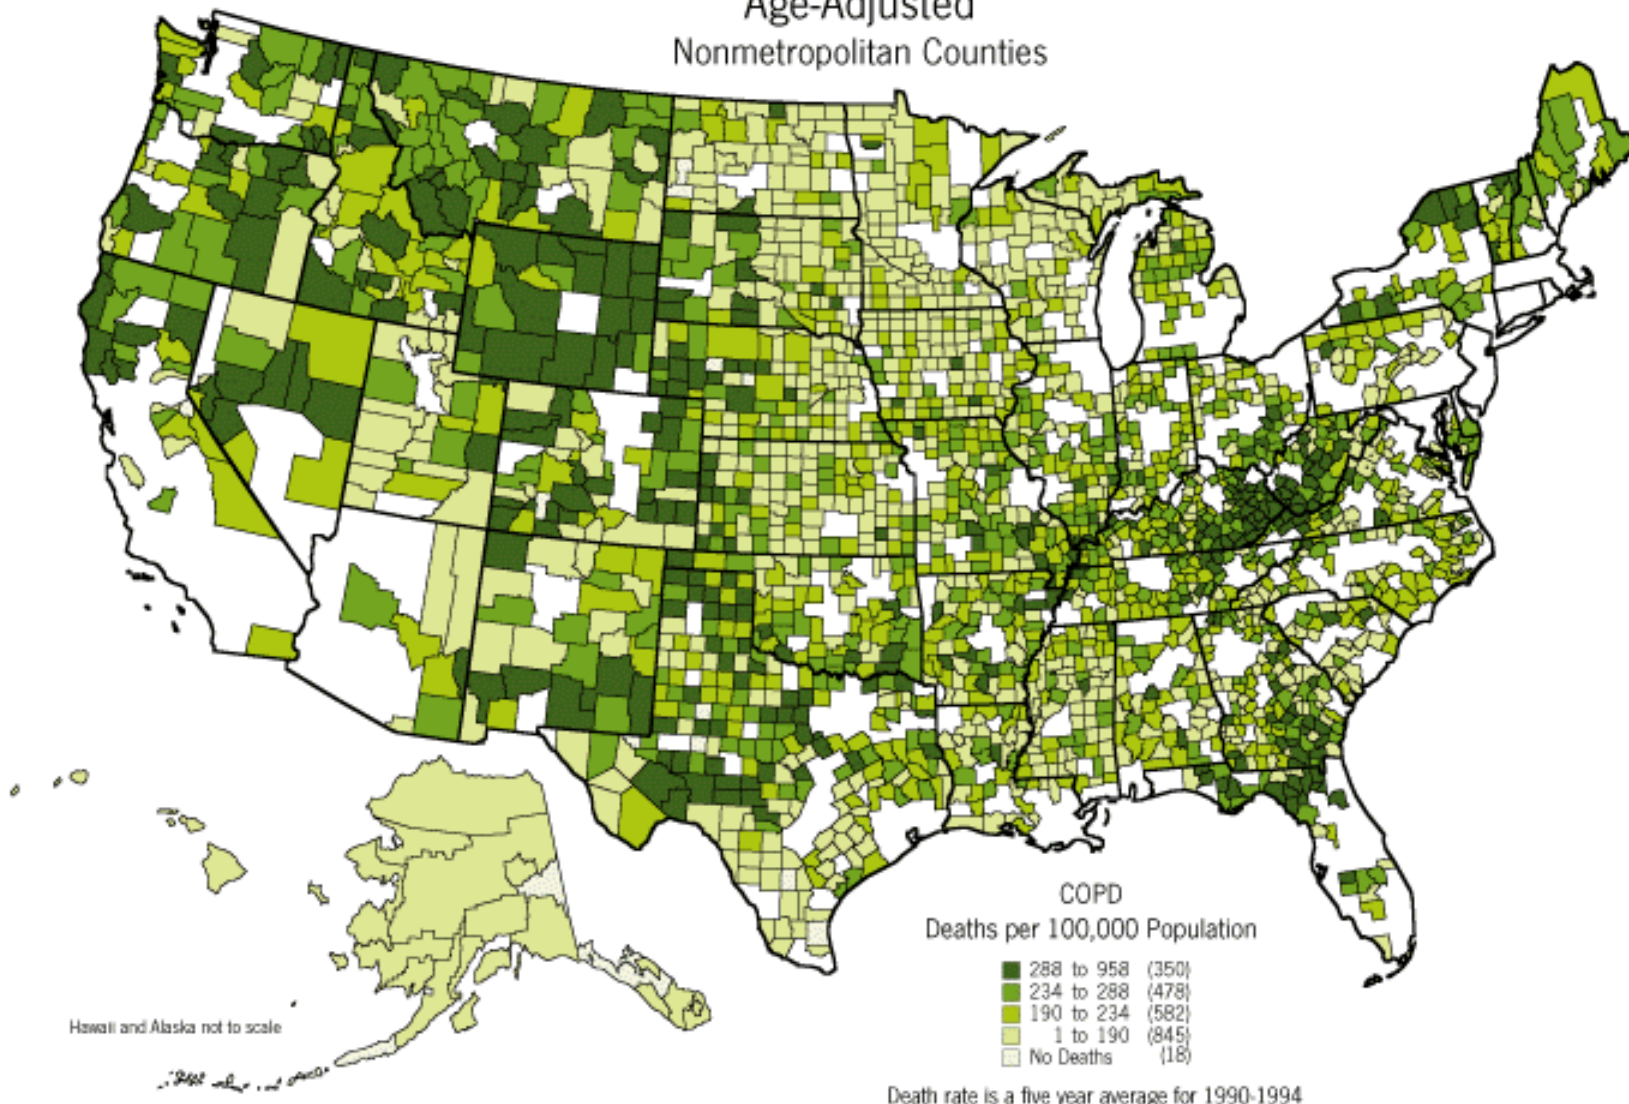 Age-Adjusted
Nonmetropolitan Counties
COPD
Deaths per 100,000 Population
288 to 958 (350)
234 to 288 (478)
190 to 234 (582)
1 to 190 (845)
No Deaths (18)
Hawaii and Alaska not to scale
Death rate is a five year average for 1990-1994